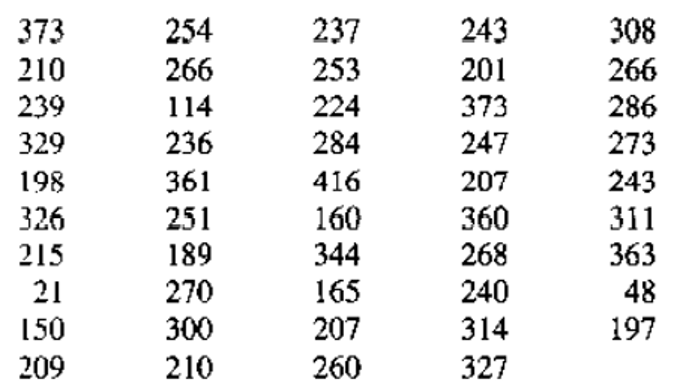 373 254 237 243 308
210 266 253 201 266
239 114 224 373 286
329 236 284 247 273
198 361 416 207 243
326 251 160 360 311
215 189 344 268 363
21 270 165 240 48
150 300 207 314 197
209 210 260 327